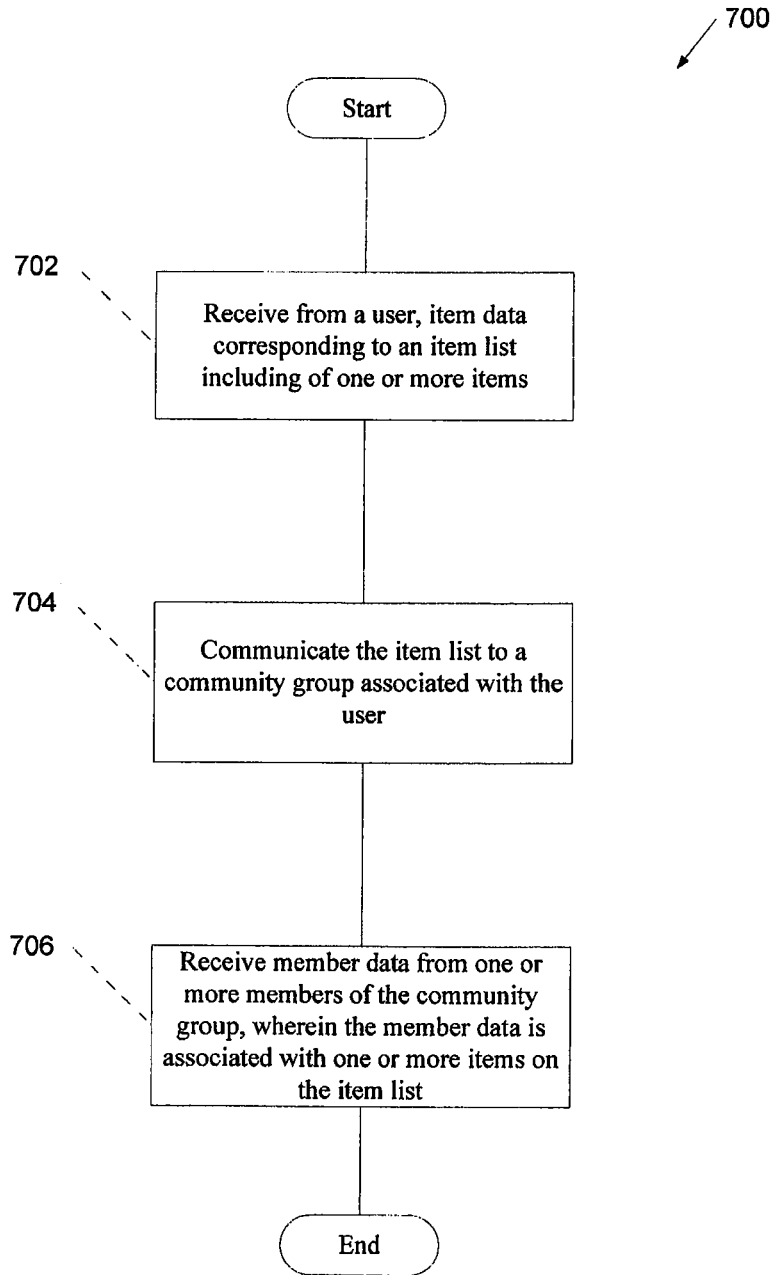 700
Start
702
Receive from a user, item data
corresponding to an item list
including of one or more items
704
Communicate the item list to a
community group associated with the
user
706
Receive member data from one or
more members of the community
group, wherein the member data is
associated with one or more items on
the item list
End